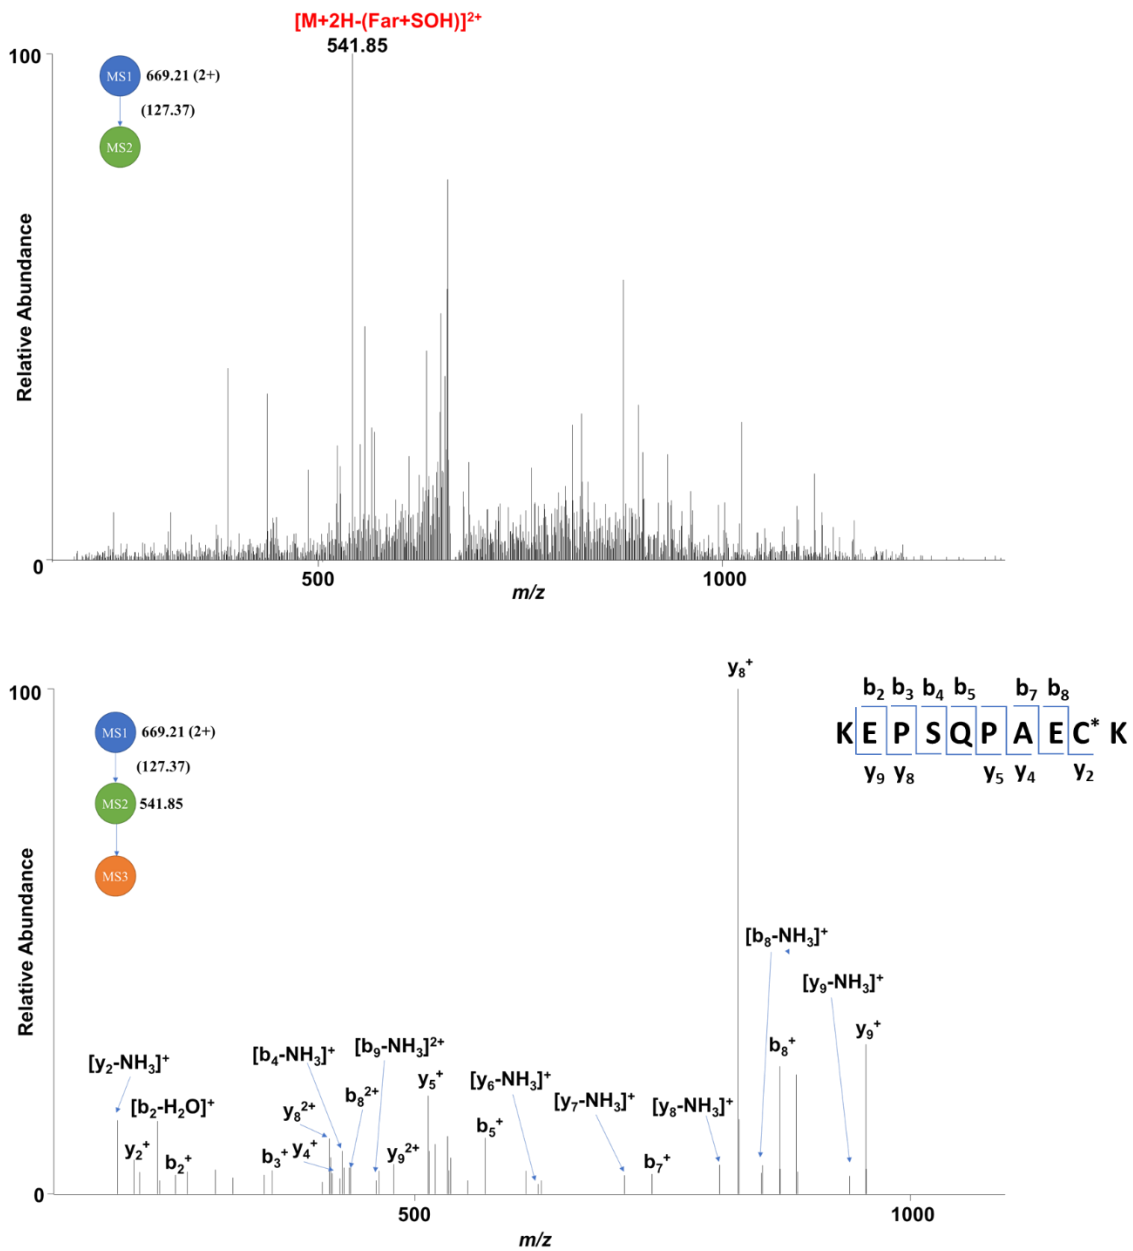 [M+2H-(Far+SOH)]²⁺
541.85
100
MS1 669.21 (2+)
(127.37)
MS2
Relative Abundance
0
500
1000
m/z
100
y₈⁺
MS1 669.21 (2+)
(127.37)
MS2 541.85
MS3
b₂ b₃ b₄ b₅ b₇ b₈
K E P S Q P A E C* K
y₉ y₈ y₅ y₄ y₂
Relative Abundance
[b₈-NH₃]⁺
[y₉-NH₃]⁺
[y₂-NH₃]⁺
[b₄-NH₃]⁺
[b₉-NH₃]²⁺
y₉⁺
b₈⁺
[b₂-H₂O]⁺
y₈²⁺
b₈²⁺
y₅⁺
[y₆-NH₃]⁺
[y₇-NH₃]⁺
[y₈-NH₃]⁺
y₂⁺
b₂⁺
b₃⁺
y₄⁺
y₉²⁺
b₅⁺
b₇⁺
0
500
1000
m/z